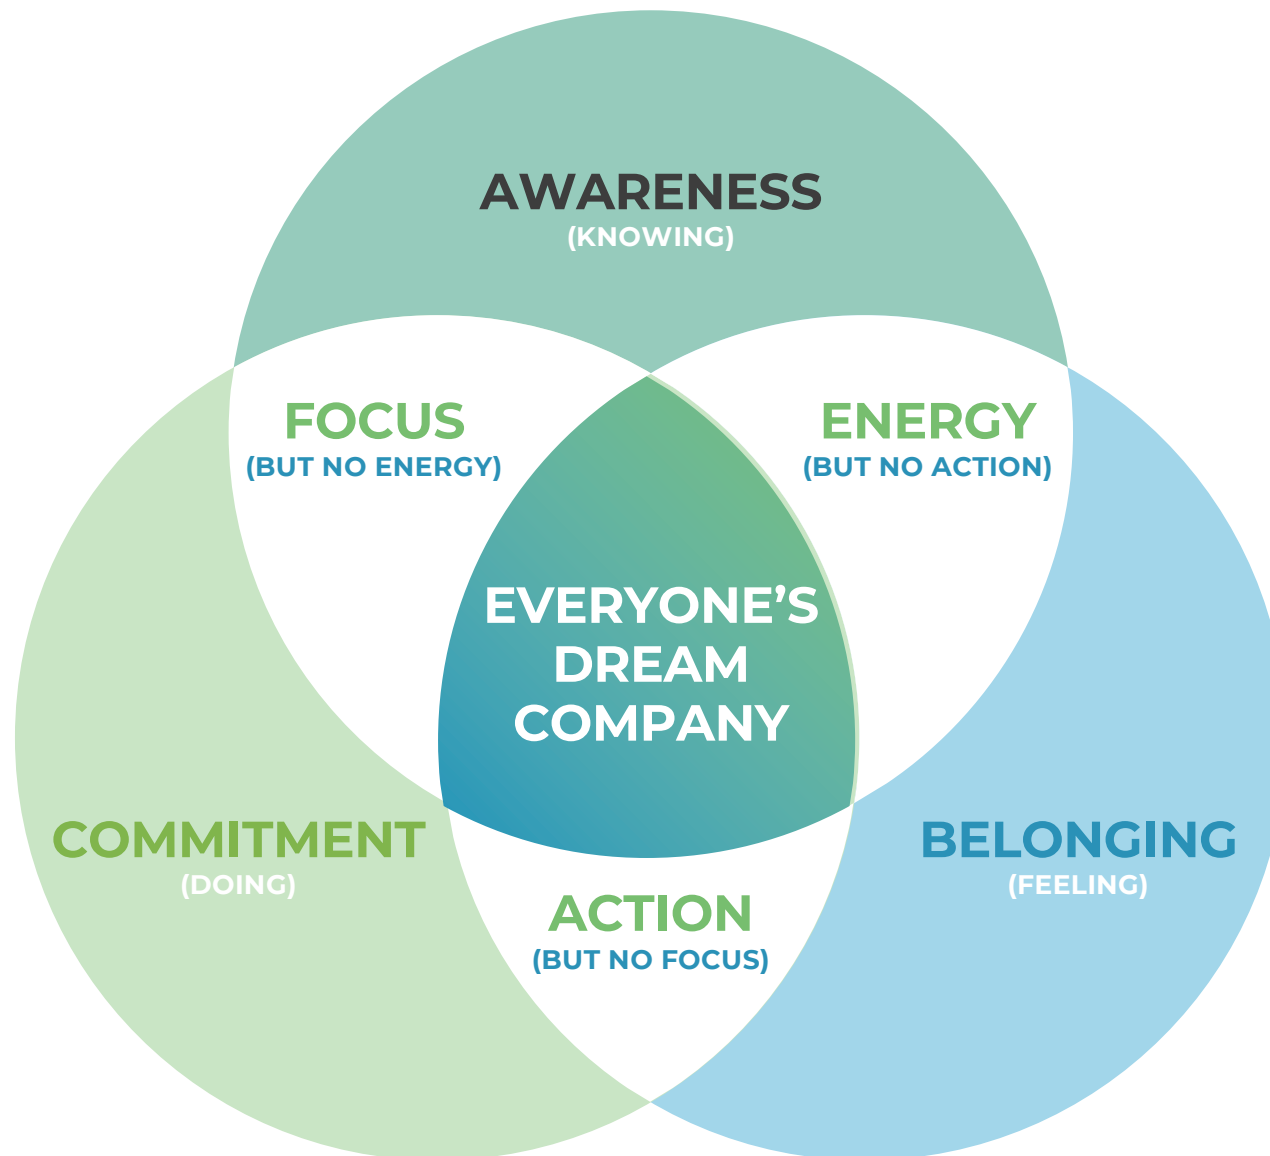 AWARENESS
(KNOWING)
FOCUS
(BUT NO ENERGY)
ENERGY
(BUT NO ACTION)
EVERYONE’S
DREAM
COMPANY
COMMITMENT
(DOING)
BELONGING
(FEELING)
ACTION
(BUT NO FOCUS)